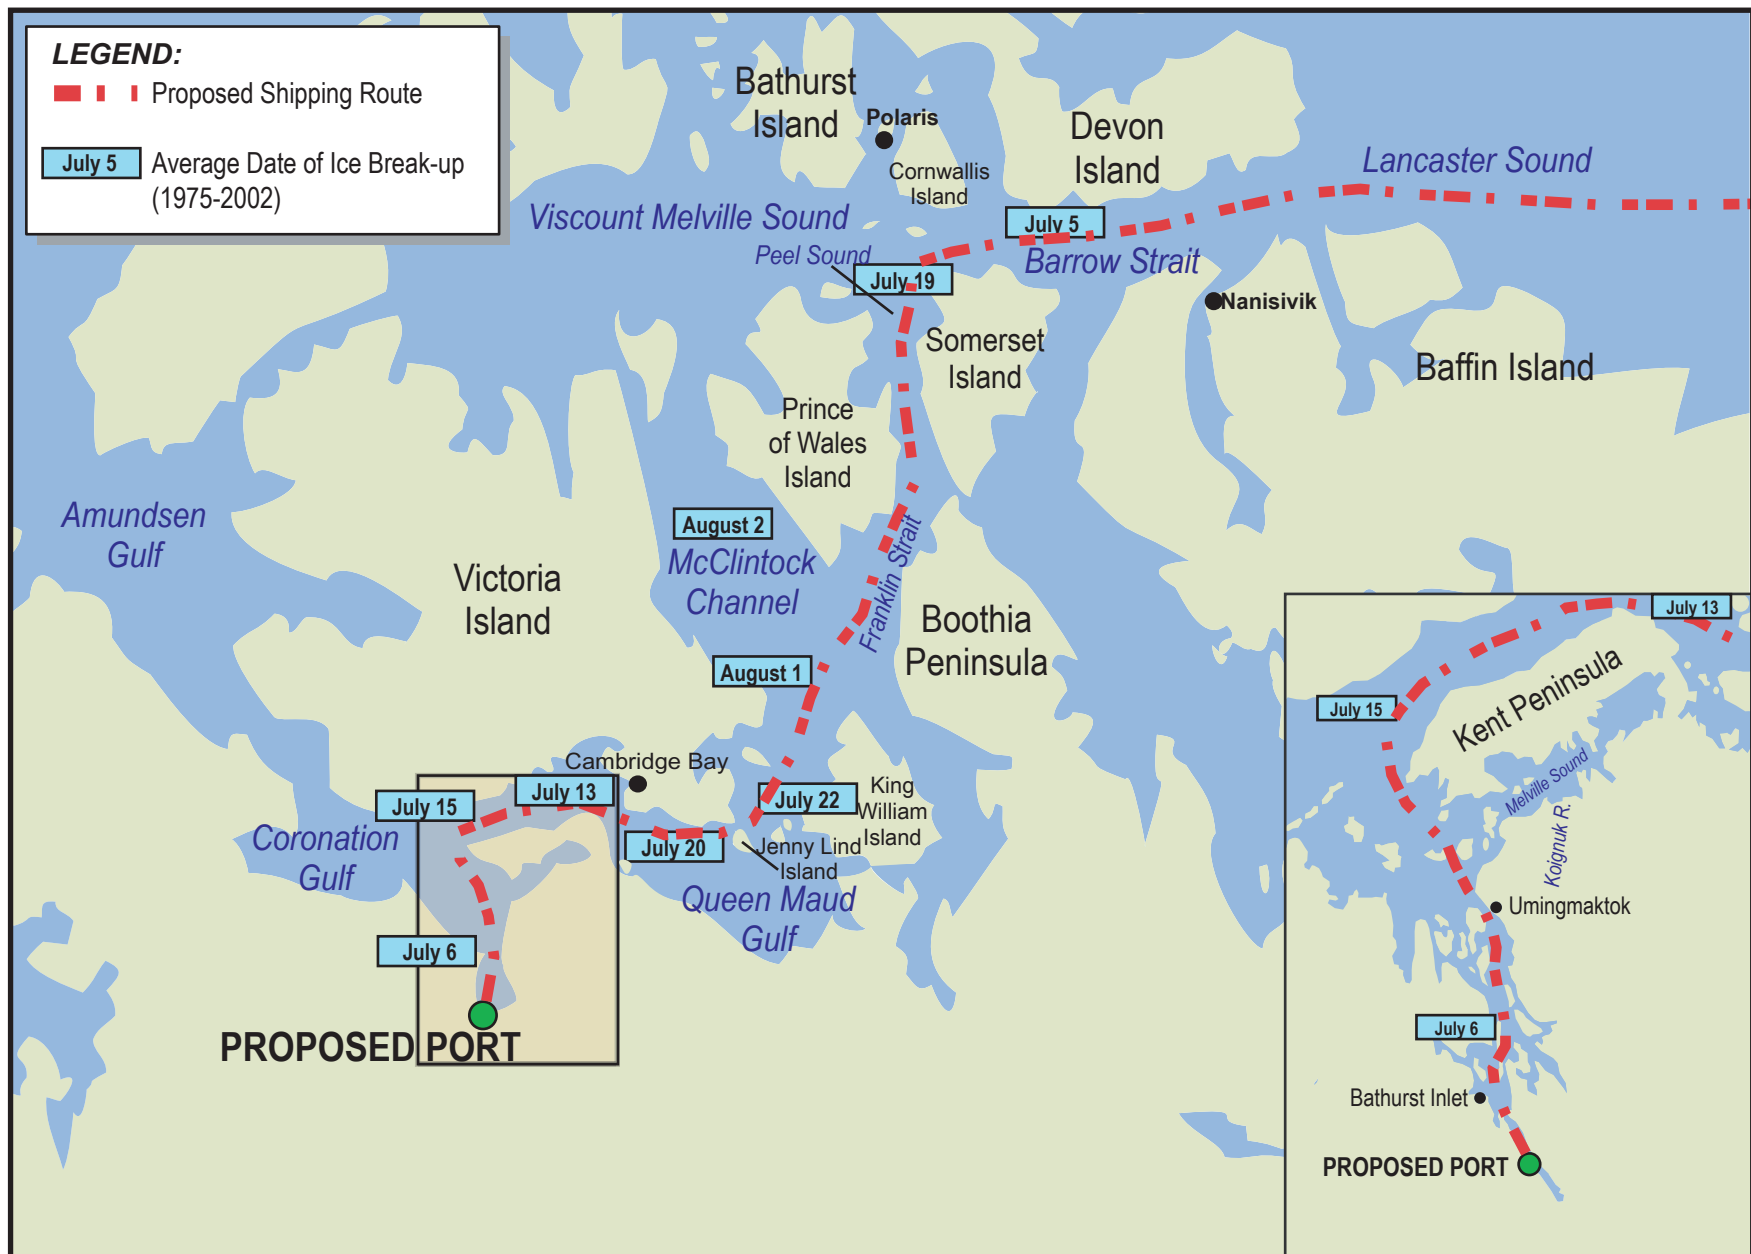 LEGEND:
Proposed Shipping Route
July 5
Average Date of Ice Break-up
(1975-2002)
Bathurst
Island
Polaris
Cornwallis
Island
Devon
Island
Lancaster Sound
Viscount Melville Sound
July 5
Peel Sound
Barrow Strait
July 19
Nanisivik
Somerset
Island
Baffin Island
Prince
of Wales
Island
Amundsen
Gulf
August 2
McClintock
Channel
Franklin Strait
Victoria
Island
Boothia
Peninsula
August 1
Cambridge Bay
July 15
July 13
July 22
King
William
Island
Coronation
Gulf
July 20
Jenny Lind
Island
Queen Maud
Gulf
July 6
PROPOSED PORT
July 13
July 15
Kent Peninsula
Melville Sound
Koignuk R.
Umingmaktok
July 6
Bathurst Inlet
PROPOSED PORT